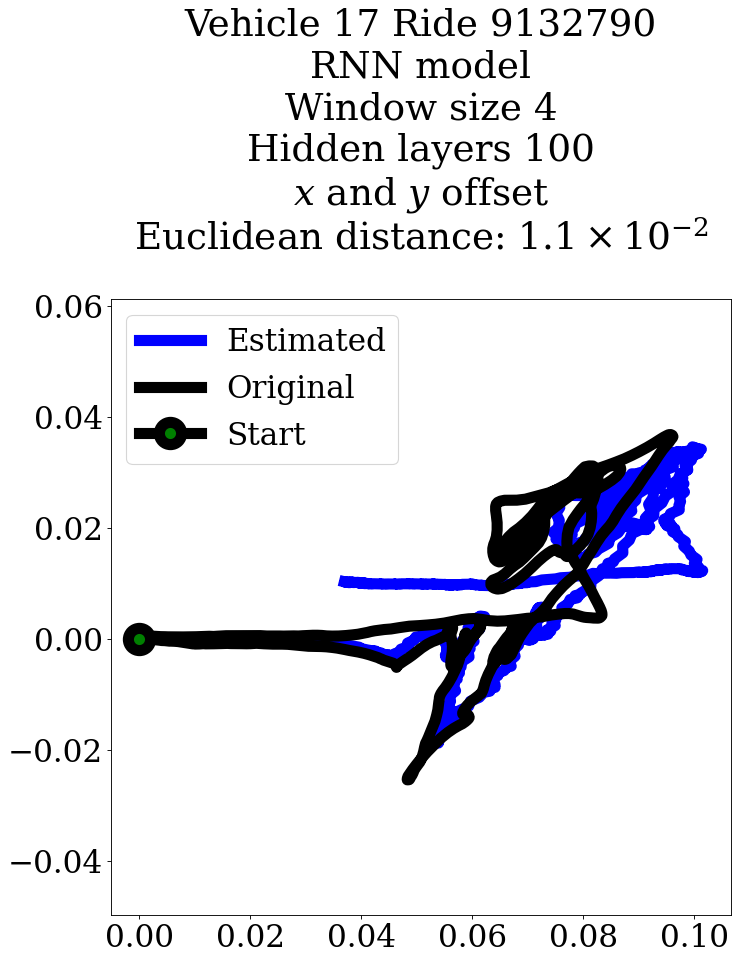 Vehicle 17 Ride 9132790
RNN model
Window size 4
Hidden layers 100
x and y offset
Euclidean distance: 1.1 × 10⁻²
0.06
0.04
0.02
0.00
−0.02
−0.04
Estimated
Original
Start
0.00 0.02 0.04 0.06 0.08 0.10